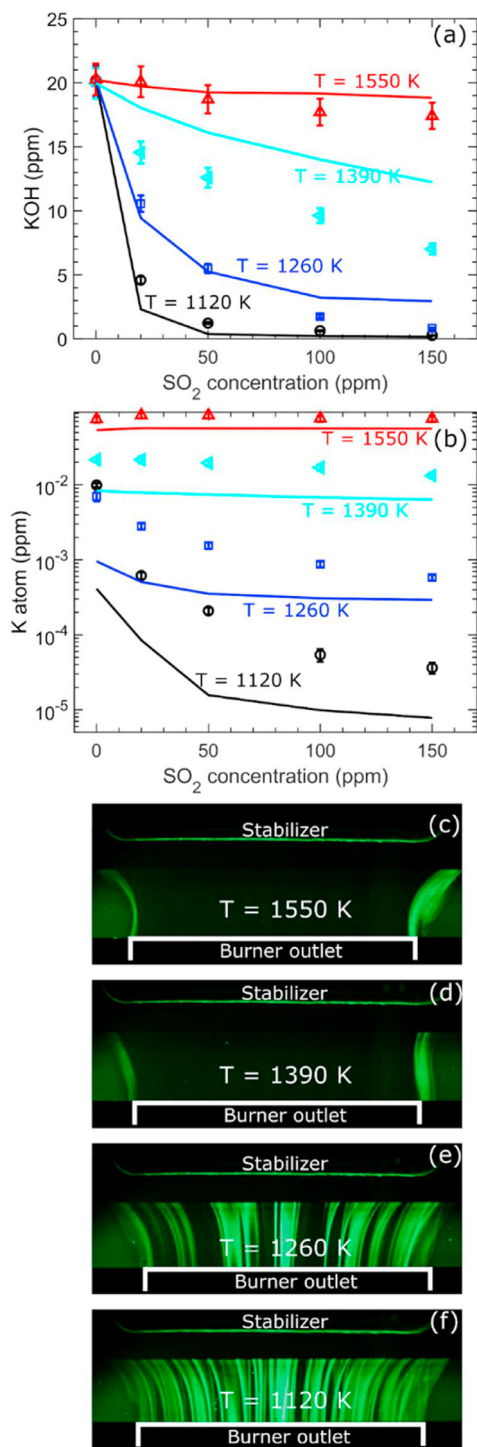 (a)
25
20
15
10
5
0
KOH (ppm)
T = 1550 K
T = 1390 K
T = 1260 K
T = 1120 K
0 50 100 150
SO₂ concentration (ppm)
(b)
10⁻²
10⁻³
10⁻⁴
10⁻⁵
K atom (ppm)
T = 1550 K
T = 1390 K
T = 1260 K
T = 1120 K
0 50 100 150
SO₂ concentration (ppm)
(c)
Stabilizer
T = 1550 K
Burner outlet
(d)
Stabilizer
T = 1390 K
Burner outlet
(e)
Stabilizer
T = 1260 K
Burner outlet
(f)
Stabilizer
T = 1120 K
Burner outlet